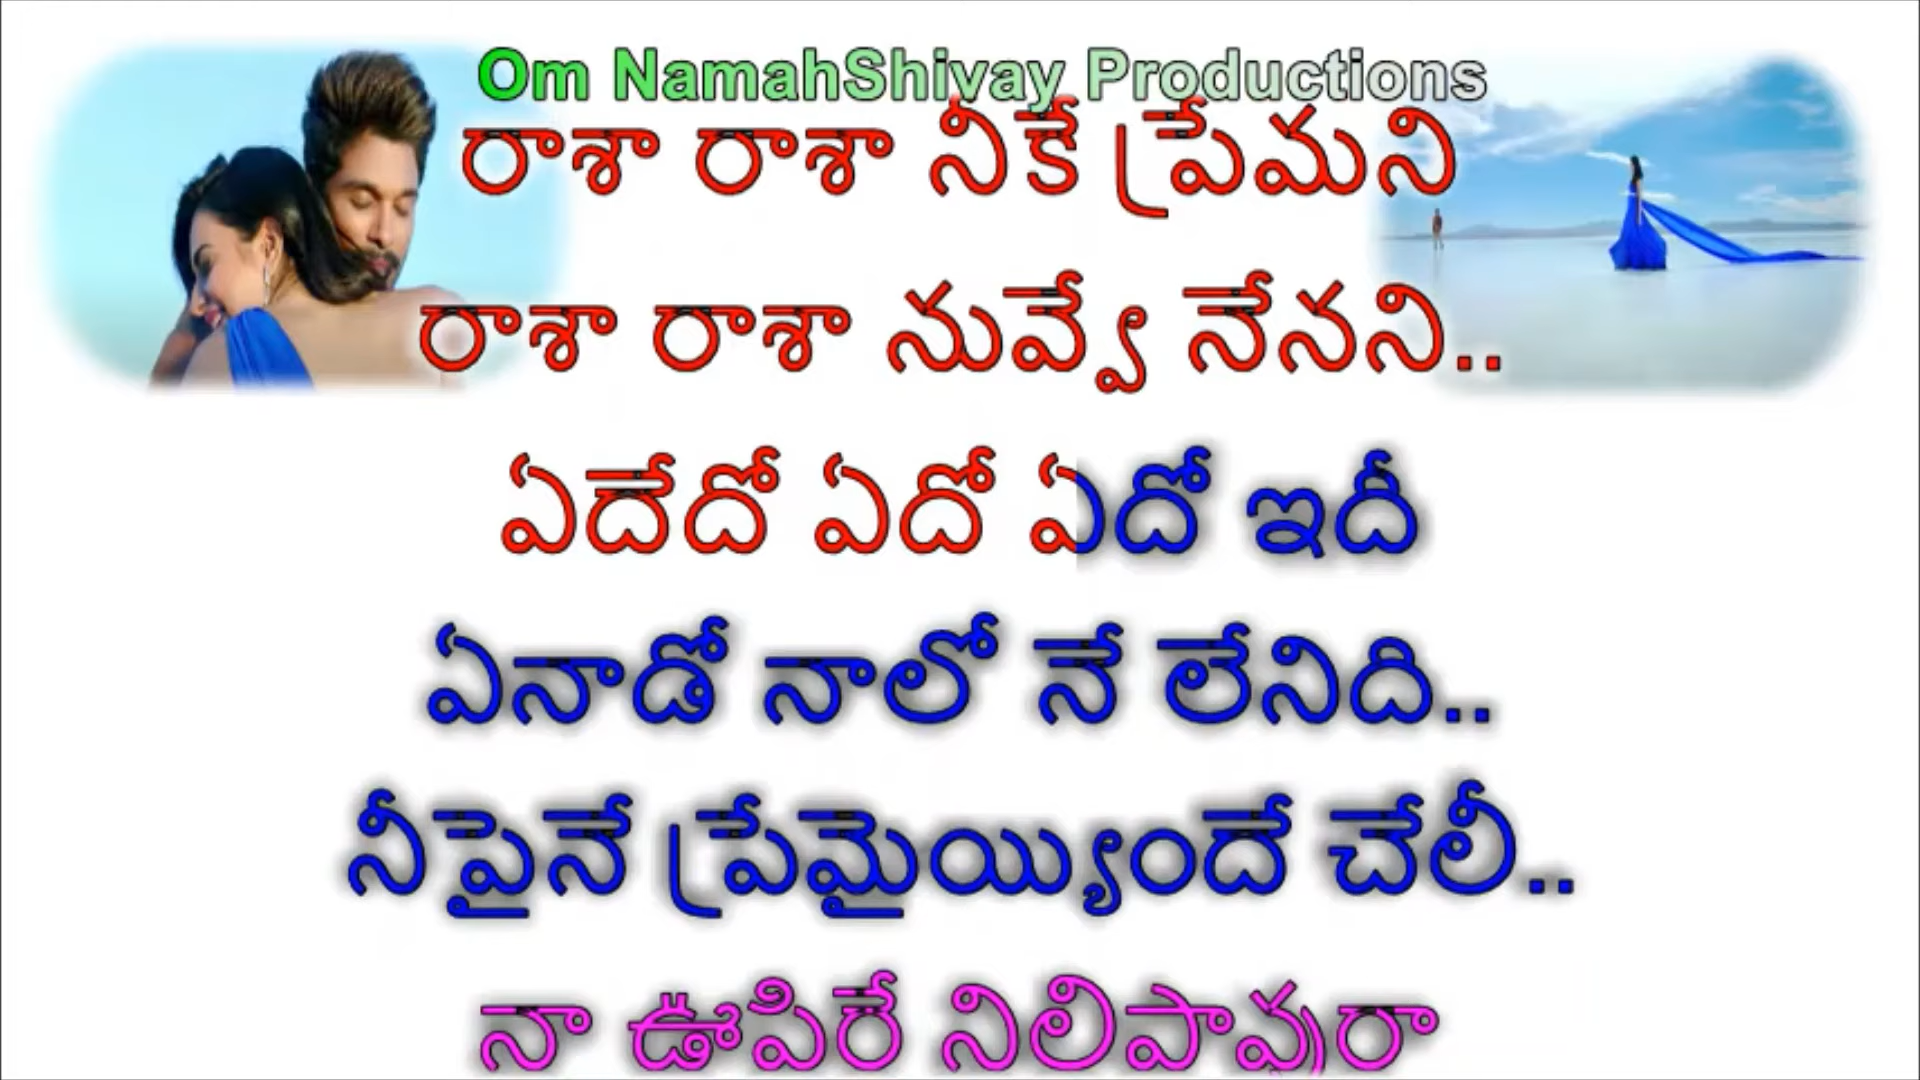 Om NamahShivay Productions
రాశా రాశా నీకే ప్రేమని
రాశా రాశా నువ్వే నేనని..
ఏదేదో ఏదో ఏదో ఇదీ
ఏనాడో నాలో నే లేనిది..
నీపైనే ప్రేమైయ్యిందే చేలీ..
నా ఊపిరే నిలిపావురా